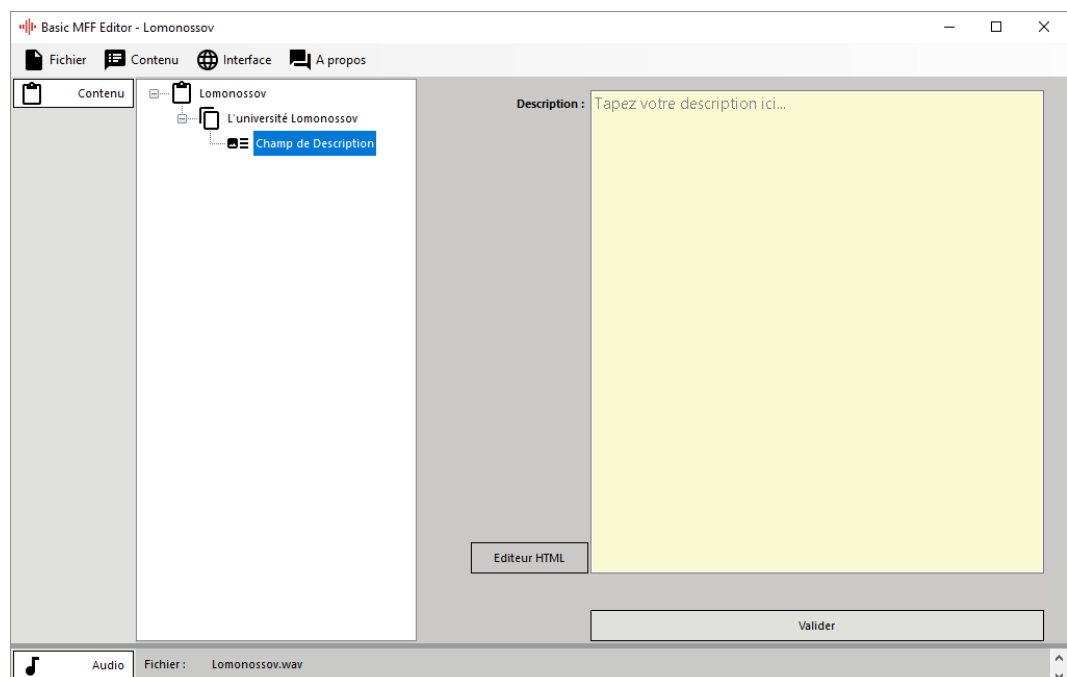 Basic MFF Editor - Lomonossov
Fichier Contenu Interface A propos
Contenu
Lomonossov
L'université Lomonossov
Champ de Description
Description :
Tapez votre description ici...
Editeur HTML
Valider
Audio
Fichier : Lomonossov.wav